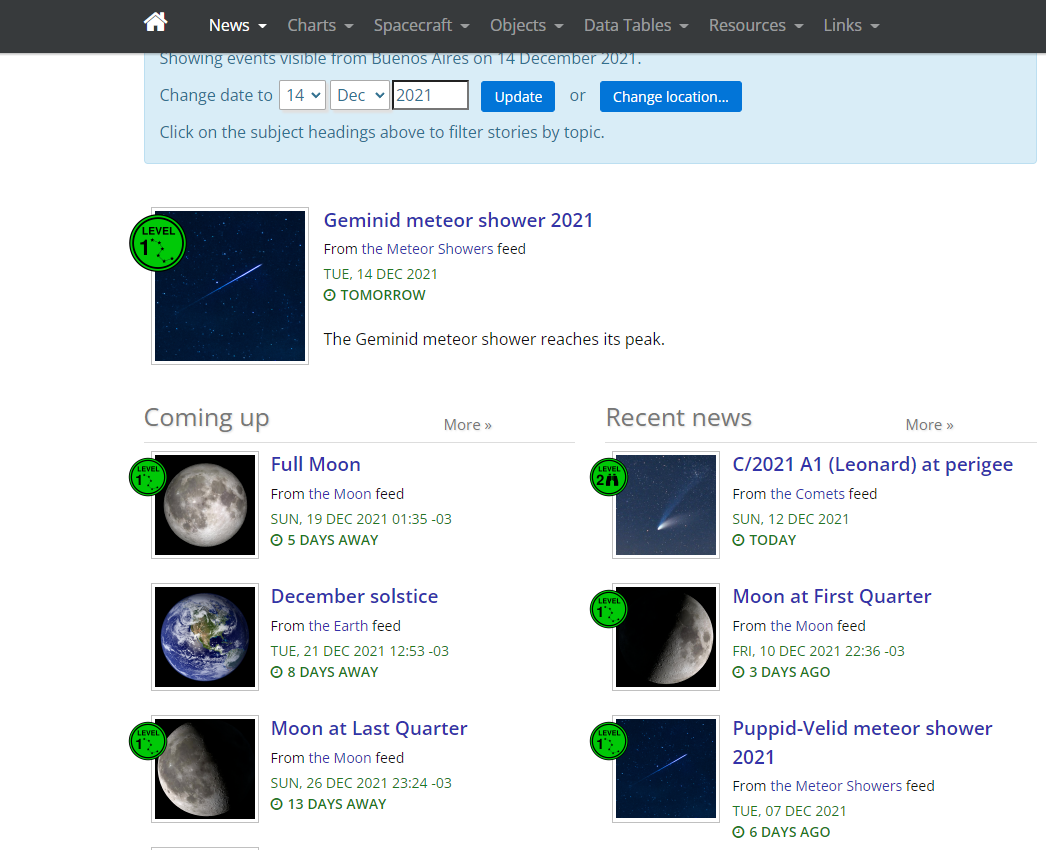 News Charts Spacecraft Objects Data Tables Resources Links
Showing events visible from Buenos Aires on 14 December 2021.
Change date to 14 Dec 2021 Update or Change location...
Click on the subject headings above to filter stories by topic.
LEVEL
1
Geminid meteor shower 2021
From the Meteor Showers feed
TUE, 14 DEC 2021
TOMORROW
The Geminid meteor shower reaches its peak.
Coming up
More »
LEVEL
1
Full Moon
From the Moon feed
SUN, 19 DEC 2021 01:35 -03
5 DAYS AWAY
December solstice
From the Earth feed
TUE, 21 DEC 2021 12:53 -03
8 DAYS AWAY
LEVEL
1
Moon at Last Quarter
From the Moon feed
SUN, 26 DEC 2021 23:24 -03
13 DAYS AWAY
Recent news
More »
LEVEL
2
C/2021 A1 (Leonard) at perigee
From the Comets feed
SUN, 12 DEC 2021
TODAY
LEVEL
1
Moon at First Quarter
From the Moon feed
FRI, 10 DEC 2021 22:36 -03
3 DAYS AGO
LEVEL
1
Puppid-Velid meteor shower
2021
From the Meteor Showers feed
TUE, 07 DEC 2021
6 DAYS AGO